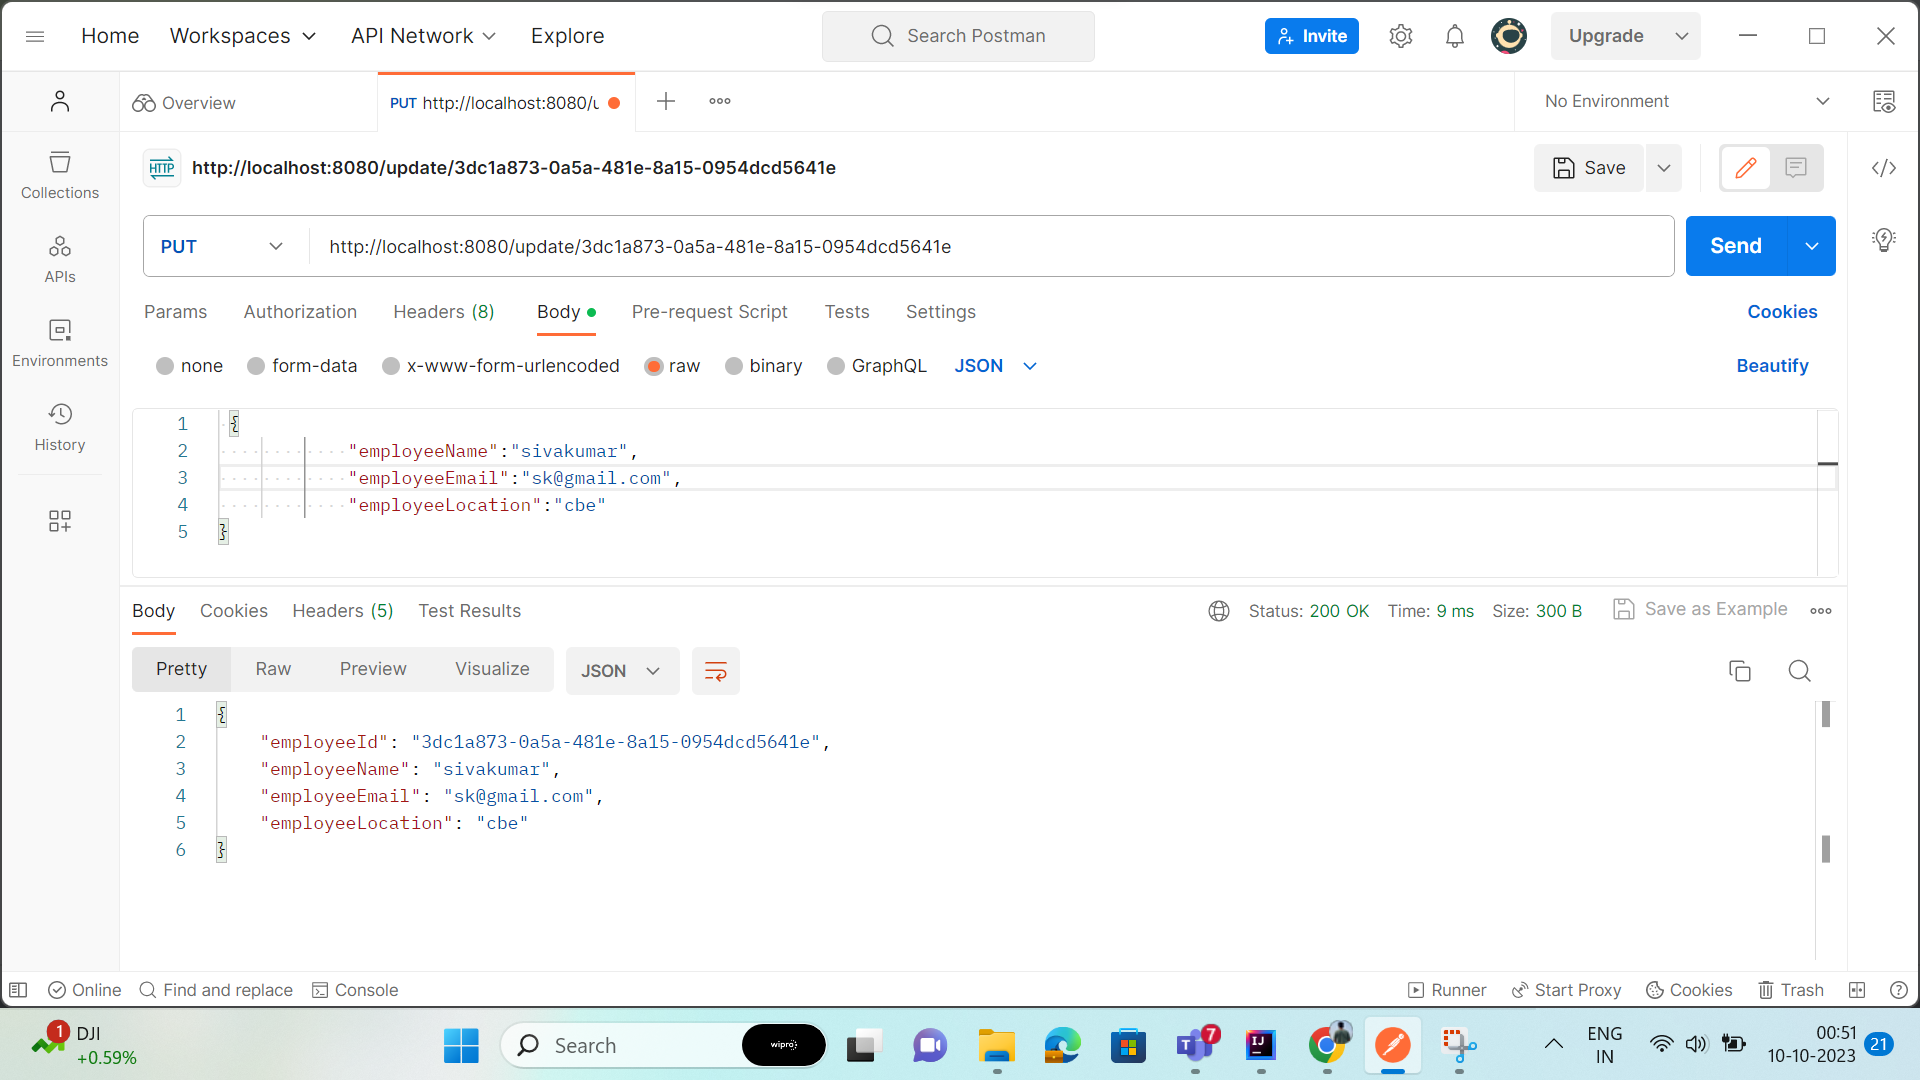 Home Workspaces API Network Explore Search Postman Invite Upgrade
Overview PUT http://localhost:8080/u No Environment
HTTP http://localhost:8080/update/3dc1a873-0a5a-481e-8a15-0954dcd5641e Save
PUT http://localhost:8080/update/3dc1a873-0a5a-481e-8a15-0954dcd5641e Send
Collections
APIs
Environments
History
Params Authorization Headers (8) Body Pre-request Script Tests Settings Cookies
none form-data x-www-form-urlencoded raw binary GraphQL JSON Beautify
1 {
2 "employeeName":"sivakumar",
3 "employeeEmail":"sk@gmail.com",
4 "employeeLocation":"cbe"
5 }
Body Cookies Headers (5) Test Results Status: 200 OK Time: 9 ms Size: 300 B Save as Example
Pretty Raw Preview Visualize JSON
1 {
2 "employeeId": "3dc1a873-0a5a-481e-8a15-0954dcd5641e",
3 "employeeName": "sivakumar",
4 "employeeEmail": "sk@gmail.com",
5 "employeeLocation": "cbe"
6 }
Online Find and replace Console Runner Start Proxy Cookies Trash
1 DJI
+0.59%
Search wipro 7 IJ
ENG
IN
00:51
10-10-2023 21